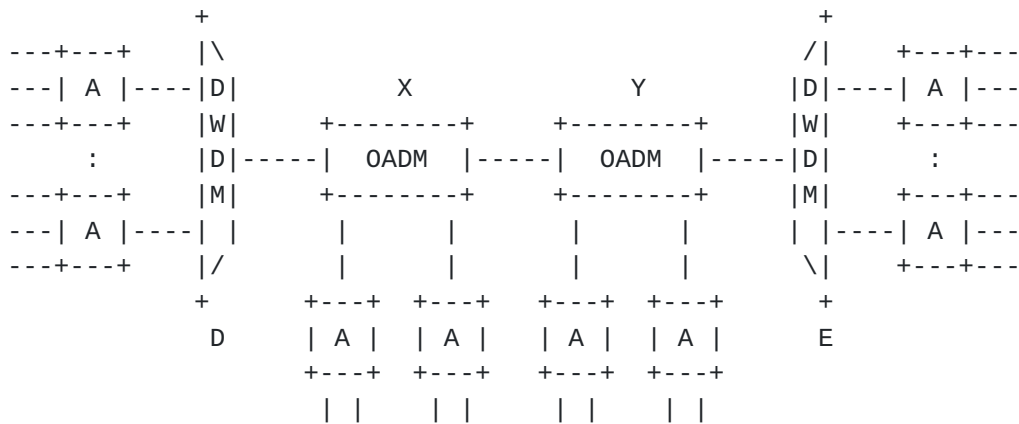 +                                       +
---+---+    |\                                     /|    +---+---
---| A |----|D|          X              Y         |D|----| A |---
---+---+    |W|     +--------+     +--------+     |W|    +---+---
     :      |D|-----|  OADM  |-----|  OADM  |-----|D|      :
---+---+    |M|     +--------+     +--------+     |M|    +---+---
---| A |----| |      |      |       |      |      | |----| A |---
---+---+    |/       |      |       |      |       \|    +---+---
            +      +---+  +---+   +---+  +---+      +
             D     | A |  | A |   | A |  | A |      E
                   +---+  +---+   +---+  +---+
                    | |    | |     | |    | |